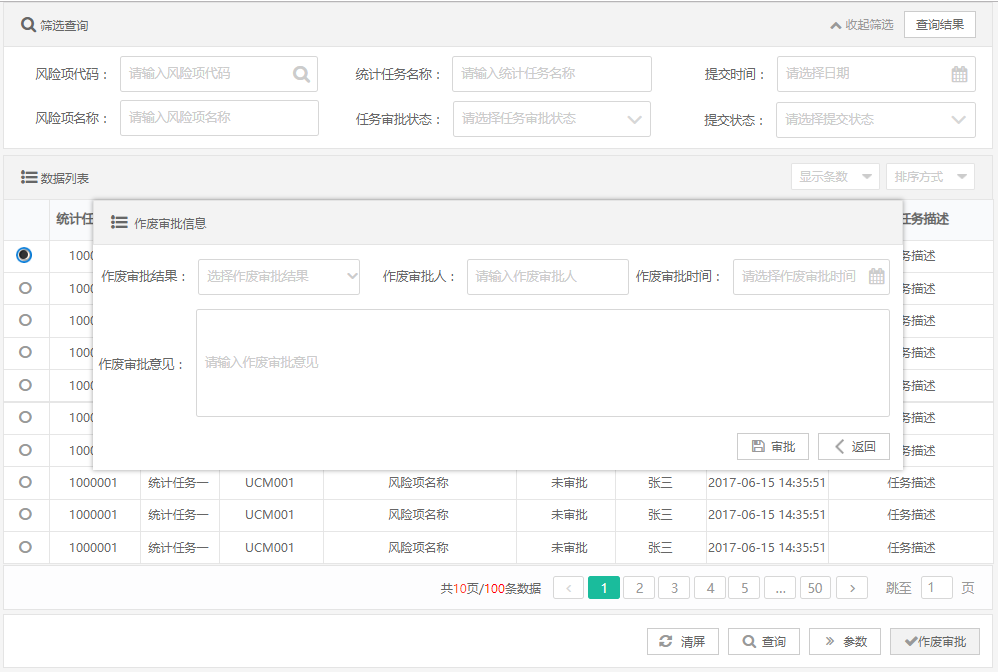 筛选查询 收起筛选 查询结果
风险项代码： 请输入风险项代码 统计任务名称： 请输入统计任务名称 提交时间： 请选择日期
风险项名称： 请输入风险项名称 任务审批状态： 请选择任务审批状态 提交状态： 请选择提交状态
数据列表 显示条数 排序方式
统计任 任务描述
作废审批信息
1000 务描述
作废审批结果： 选择作废审批结果 作废审批人： 请输入作废审批人 作废审批时间： 请选择作废审批时间
1000 务描述
1000 务描述
1000 务描述
作废审批意见： 请输入作废审批意见
1000 务描述
1000 务描述
1000 务描述
审批 返回
1000001 统计任务一 UCM001 风险项名称 未审批 张三 2017-06-15 14:35:51 任务描述
1000001 统计任务一 UCM001 风险项名称 未审批 张三 2017-06-15 14:35:51 任务描述
1000001 统计任务一 UCM001 风险项名称 未审批 张三 2017-06-15 14:35:51 任务描述
共10页/100条数据 < 1 2 3 4 5 ... 50 > 跳至 1 页
清屏 查询 参数 作废审批